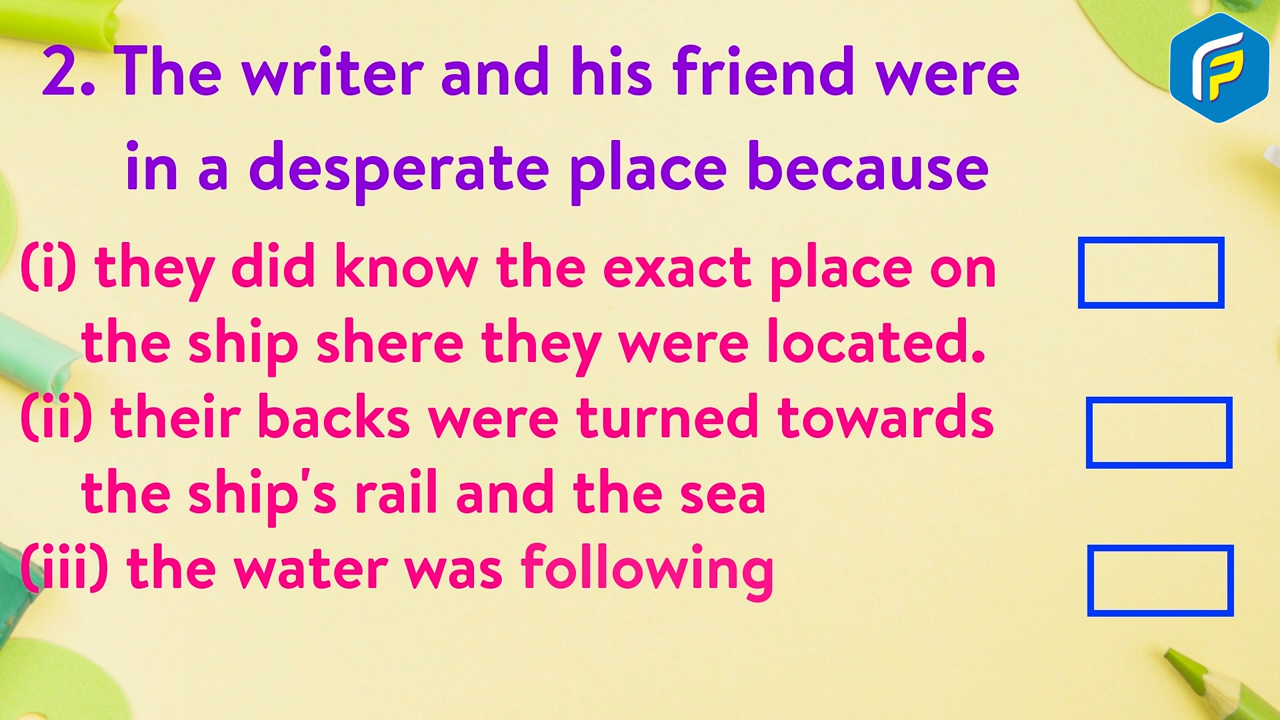 2. The writer and his friend were
in a desperate place because
(i) they did know the exact place on
the ship shere they were located.
(ii) their backs were turned towards
the ship's rail and the sea
(iii) the water was following